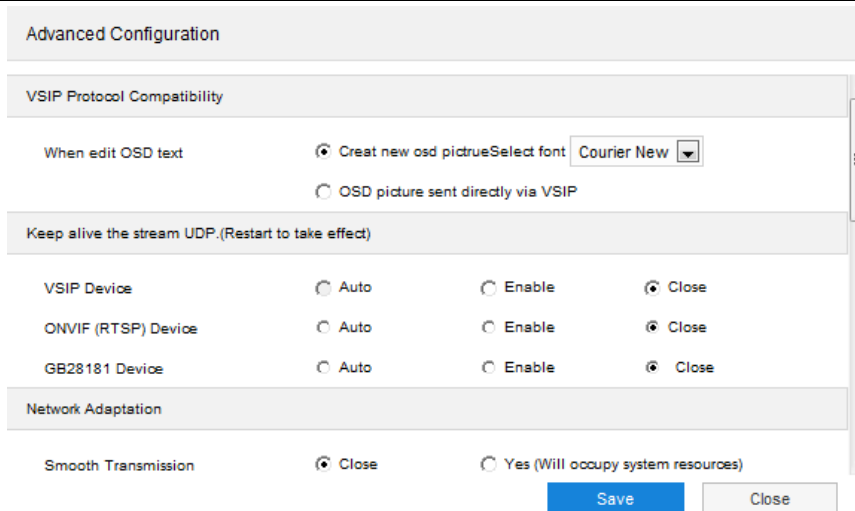 Advanced Configuration
VSIP Protocol Compatibility
When edit OSD text Creat new osd pictrueSelect font Courier New
OSD picture sent directly via VSIP
Keep alive the stream UDP.(Restart to take effect)
VSIP Device Auto Enable Close
ONVIF (RTSP) Device Auto Enable Close
GB28181 Device Auto Enable Close
Network Adaptation
Smooth Transmission Close Yes (Will occupy system resources)
Save Close